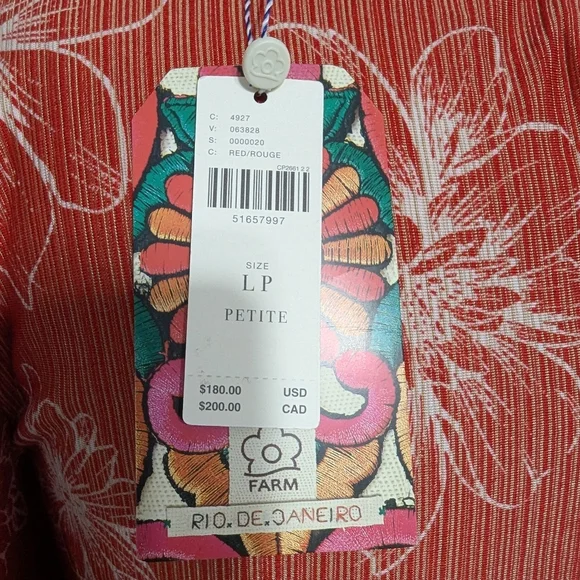 C: 4927
V: 063828
S: 0000020
C: RED/ROUGE
CP2661 2 2
51657997
SIZE
L P
PETITE
$180.00 USD
$200.00 CAD
FARM
RIO.DE.JANEIRO